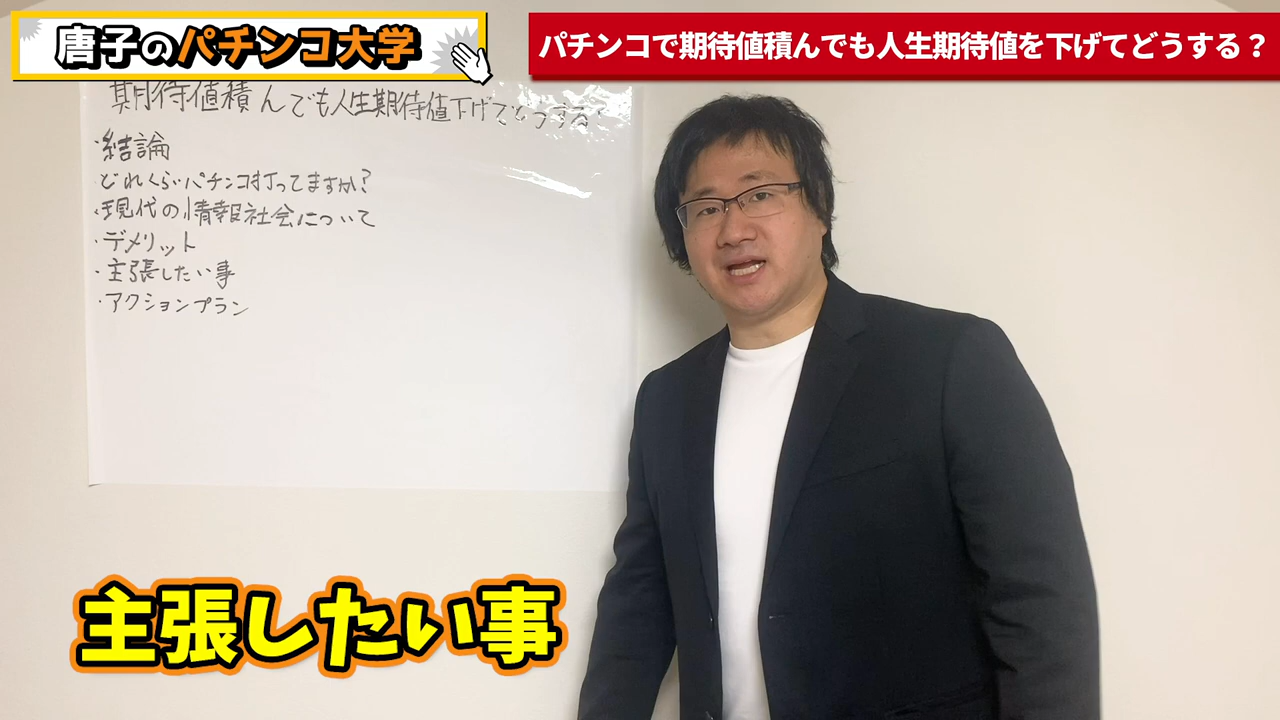 唐子のパチンコ大学
パチンコで期待値積んでも人生期待値を下げてどうする？
期待値積んでも人生期待値下げてどうする?
・結論
・どれくらいパチンコ打ってますか?
・現代の情報社会について
・デメリット
・主張したい事
・アクションプラン
主張したい事